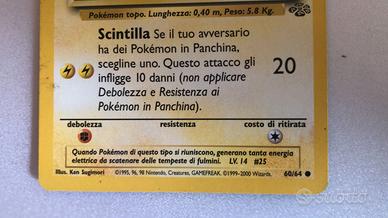 Pokémon topo. Lunghezza: 0,40 m, Peso: 5.8 Kg.
Scintilla Se il tuo avversario
ha dei Pokémon in Panchina,
scegline uno. Questo attacco gli
infligge 10 danni (non applicare
Debolezza e Resistenza ai
Pokémon in Panchina).
20
debolezza resistenza costo di ritirata
Quando Pokémon di questo tipo si riuniscono, generano tanta energia
elettrica da scatenare delle tempeste di fulmini. LV. 14 #25
Illus. Ken Sugimori ©1995, 96, 98 Nintendo, Creatures, GAMEFREAK. ©1999-2000 Wizards. 60/64
subito